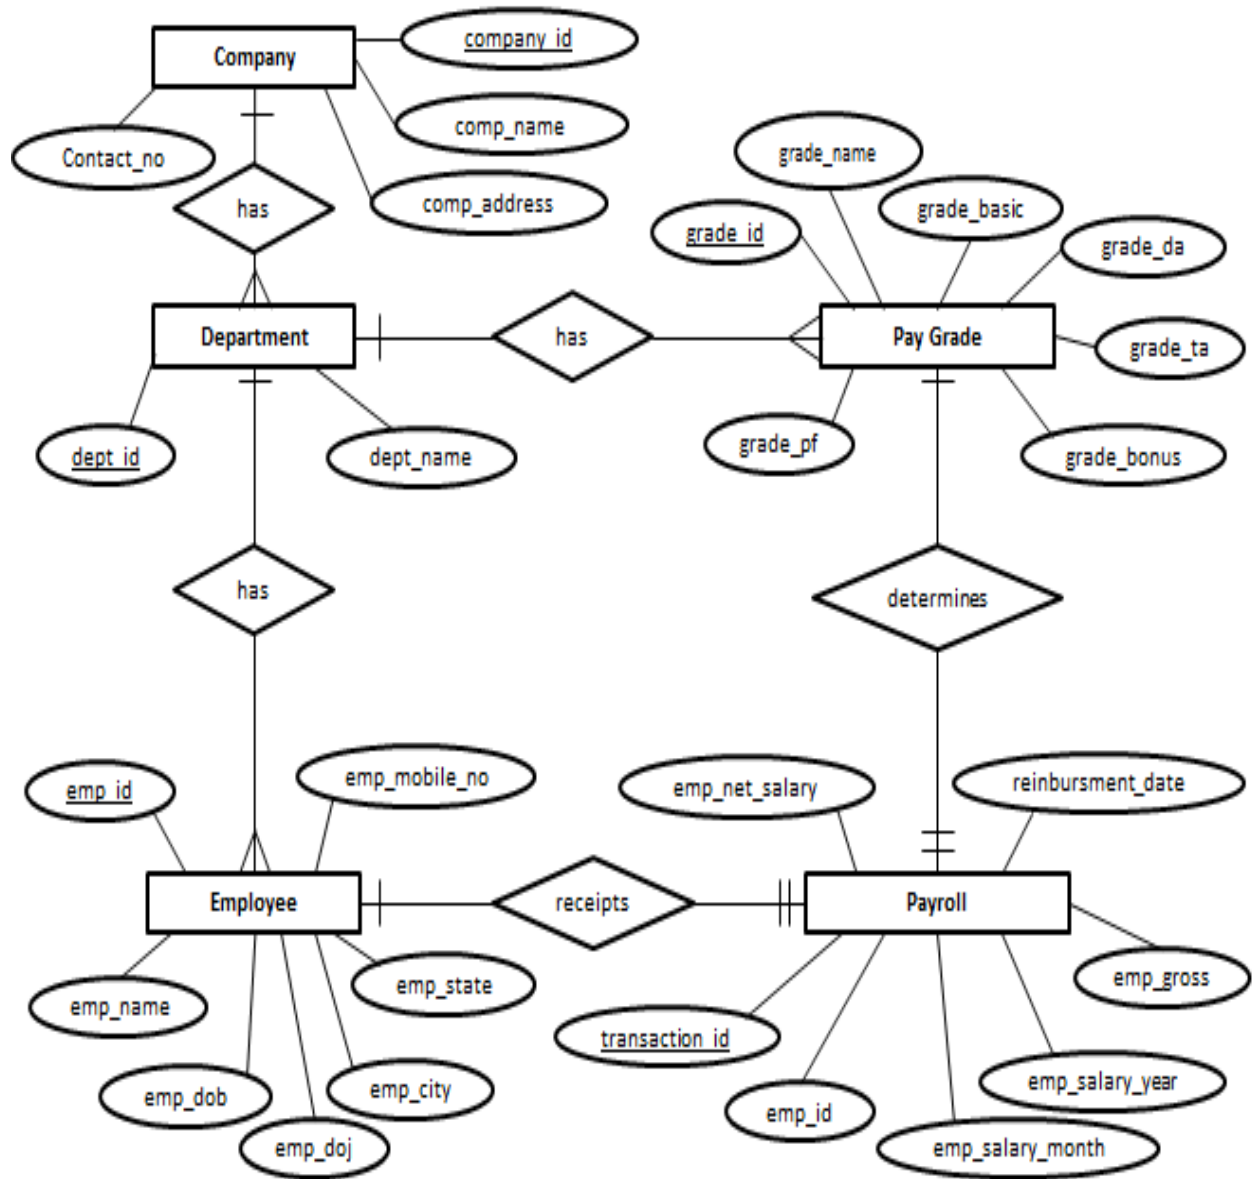 company_id
Company
comp_name
Contact_no
grade_name
comp_address
has
grade_basic
grade_id
grade_da
Department
has
Pay Grade
grade_ta
dept_id
dept_name
grade_pf
grade_bonus
has
determines
emp_id
emp_mobile_no
emp_net_salary
reinbursment_date
Employee
receipts
Payroll
emp_name
emp_state
emp_gross
transaction_id
emp_dob
emp_city
emp_id
emp_salary_year
emp_doj
emp_salary_month